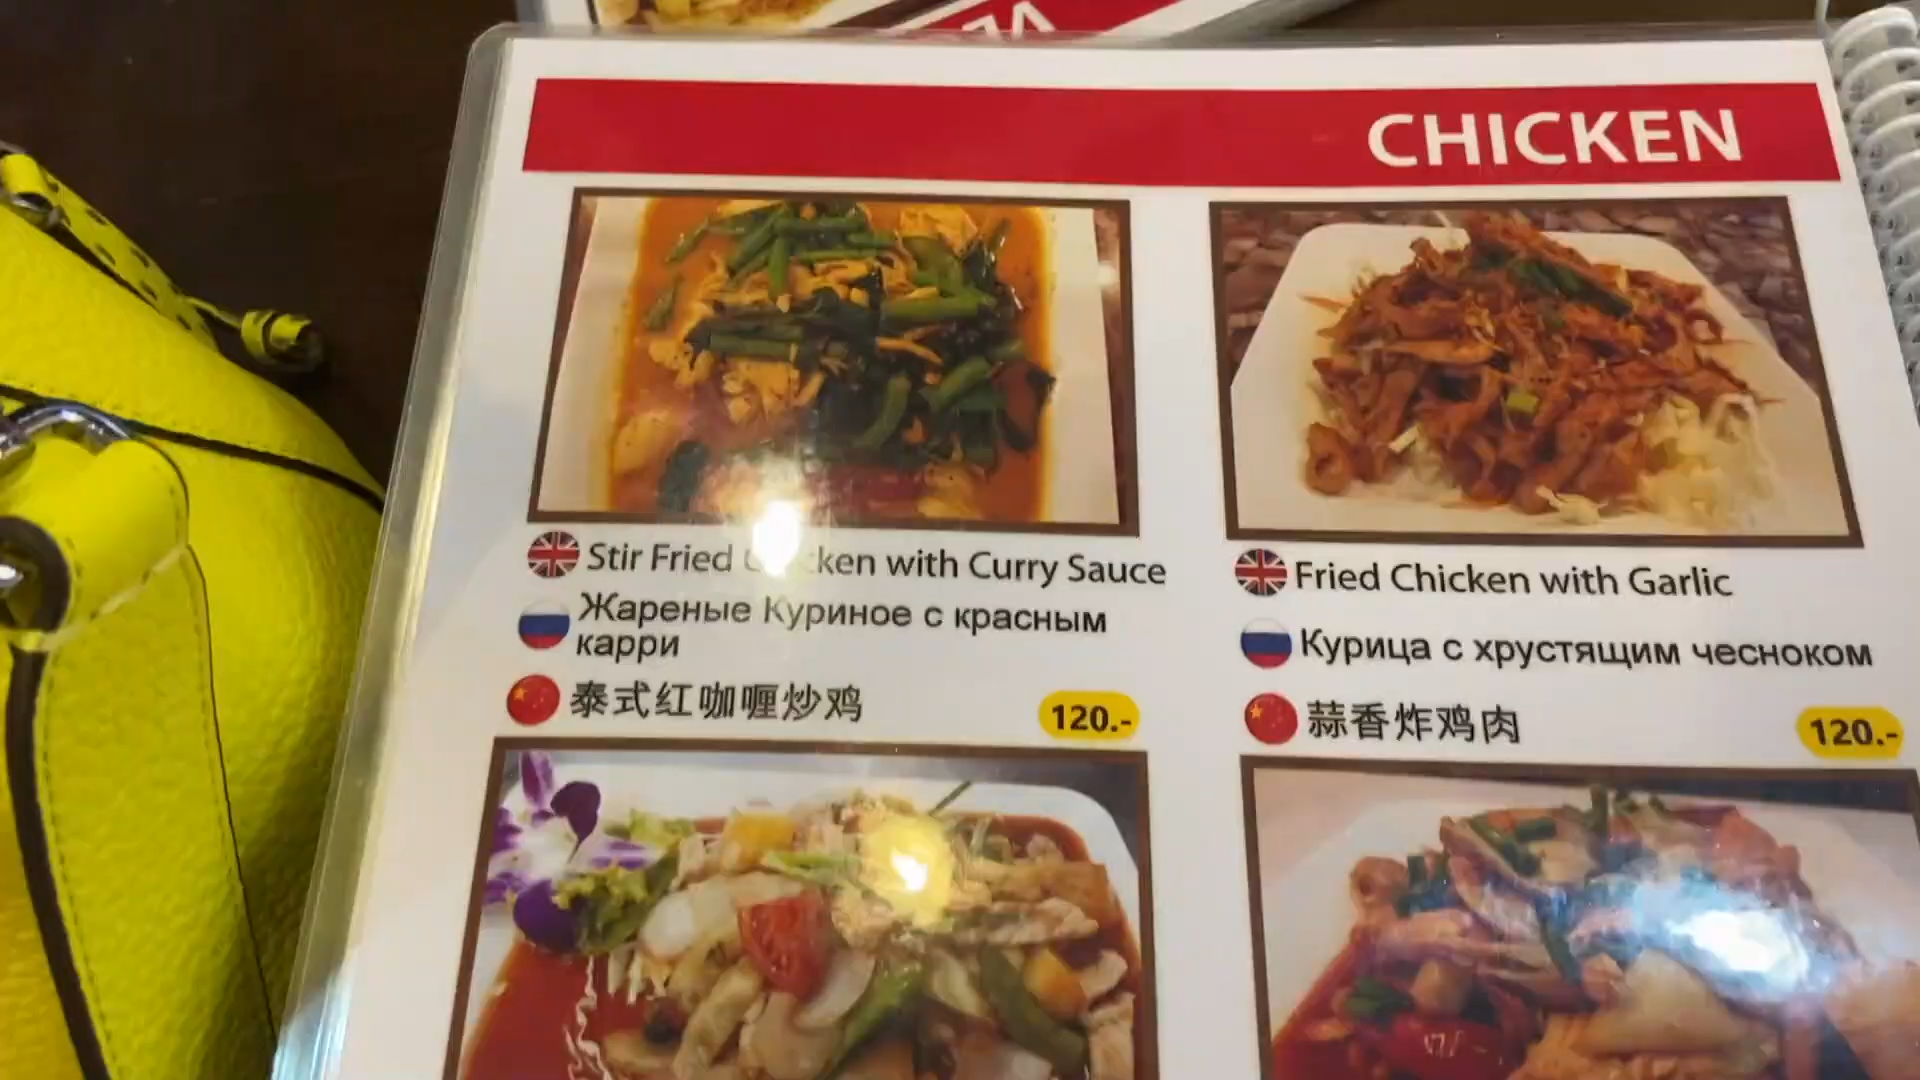 CHICKEN
Stir Fried with Curry Sauce
Жареные Куриное с красным
карри
泰式红咖喱炒鸡
120.-
Fried Chicken with Garlic
Курица с хрустящим чесноком
蒜香炸鸡肉
120.-